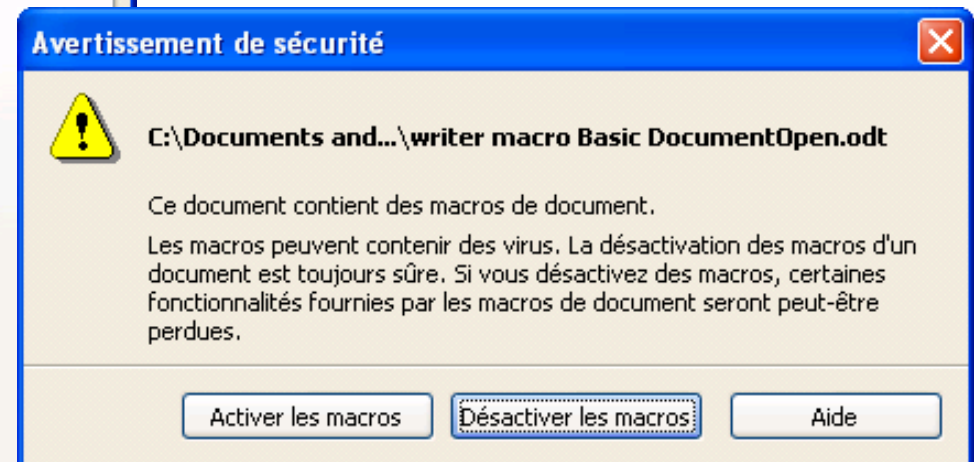 Avertissement de sécurité
C:\Documents and...\writer macro Basic DocumentOpen.odt
Ce document contient des macros de document.
Les macros peuvent contenir des virus. La désactivation des macros d'un
document est toujours sûre. Si vous désactivez des macros, certaines
fonctionnalités fournies par les macros de document seront peut-être
perdues.
Activer les macros Désactiver les macros Aide